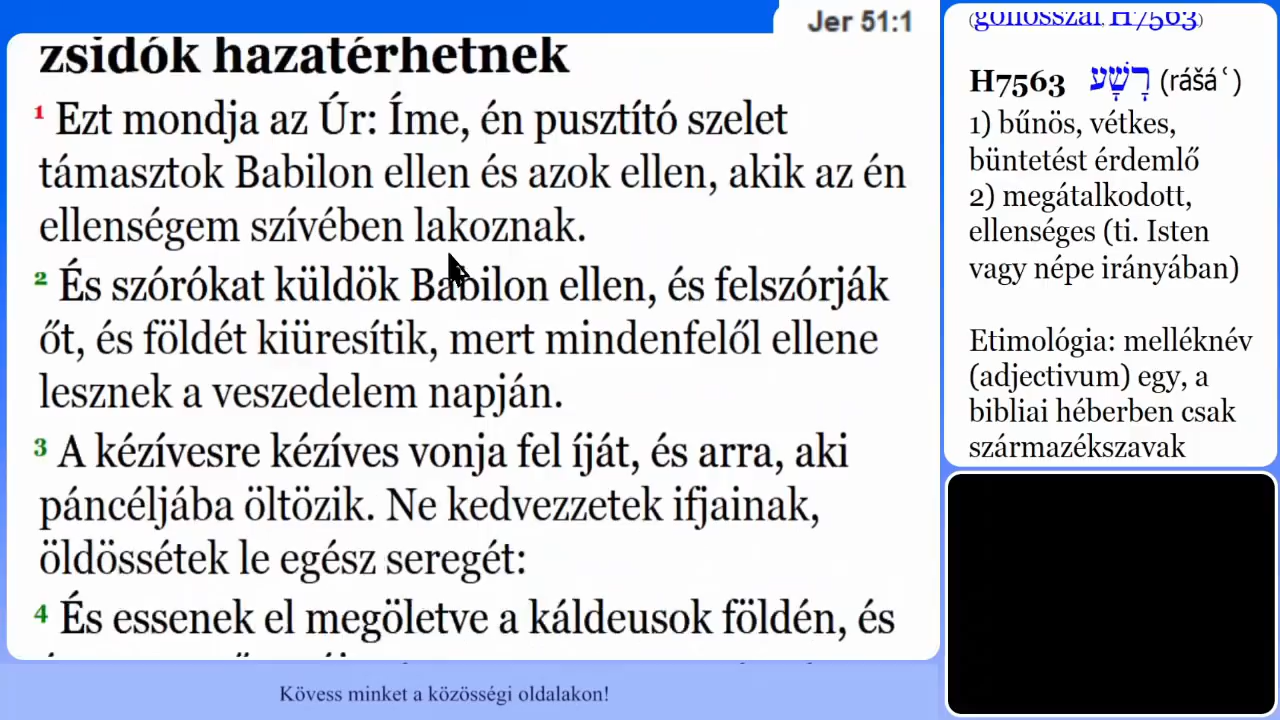 Jer 51:1
zsidók hazatérhetnek
1 Ezt mondja az Úr: Íme, én pusztító szelet
támasztok Babilon ellen és azok ellen, akik az én
ellenségem szívében lakoznak.
2 És szórókat küldök Babilon ellen, és felszórják
őt, és földét kiüresítik, mert mindenfelől ellene
lesznek a veszedelem napján.
3 A kézívesre kézíves vonja fel íját, és arra, aki
páncéljába öltözik. Ne kedvezzetek ifjainak,
öldössétek le egész seregét:
4 És essenek el megöletve a káldeusok földén, és
(gonosszal, H7563)
H7563 רָשָׁע (rášáʿ)
1) bűnös, vétkes,
büntetést érdemlő
2) megátalkodott,
ellenséges (ti. Isten
vagy népe irányában)
Etimológia: melléknév
(adjectivum) egy, a
bibliai héberben csak
származékszavak
Kövess minket a közösségi oldalakon!